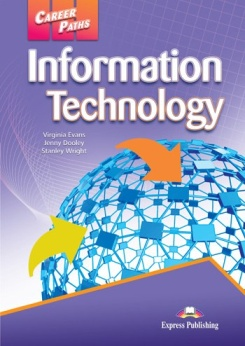 CAREER PATHS
Information
Technology
Virginia Evans
Jenny Dooley
Stanley Wright
Express Publishing